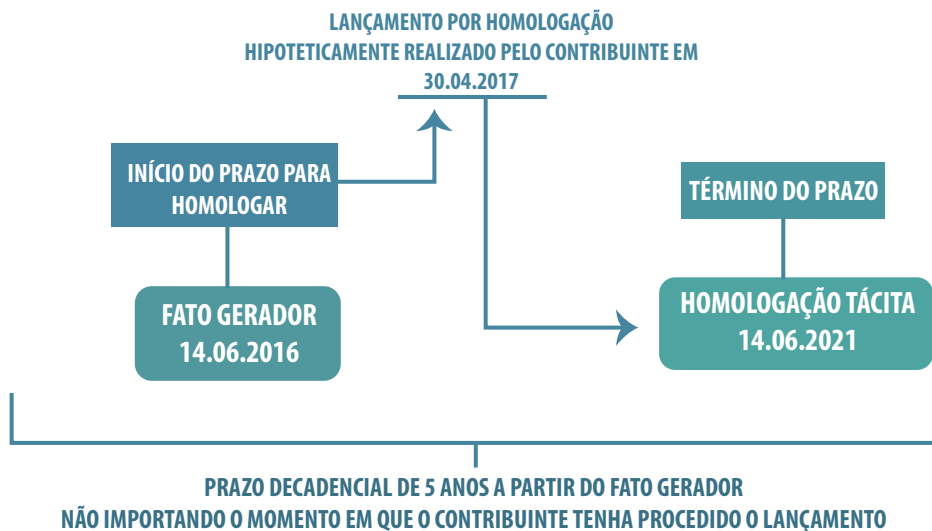 LANÇAMENTO POR HOMOLOGAÇÃO
HIPOTETICAMENTE REALIZADO PELO CONTRIBUINTE EM
30.04.2017
INÍCIO DO PRAZO PARA
HOMOLOGAR
TÉRMINO DO PRAZO
FATO GERADOR
14.06.2016
HOMOLOGAÇÃO TÁCITA
14.06.2021
PRAZO DECADENCIAL DE 5 ANOS A PARTIR DO FATO GERADOR
NÃO IMPORTANDO O MOMENTO EM QUE O CONTRIBUINTE TENHA PROCEDIDO O LANÇAMENTO